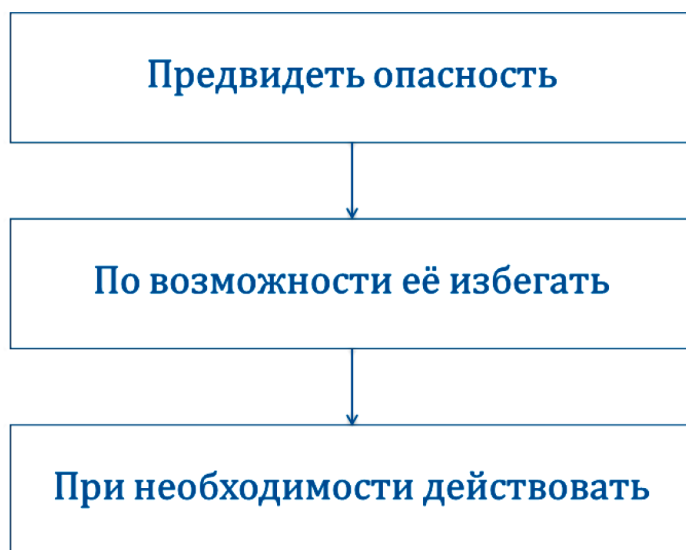 Предвидеть опасность
По возможности её избегать
При необходимости действовать